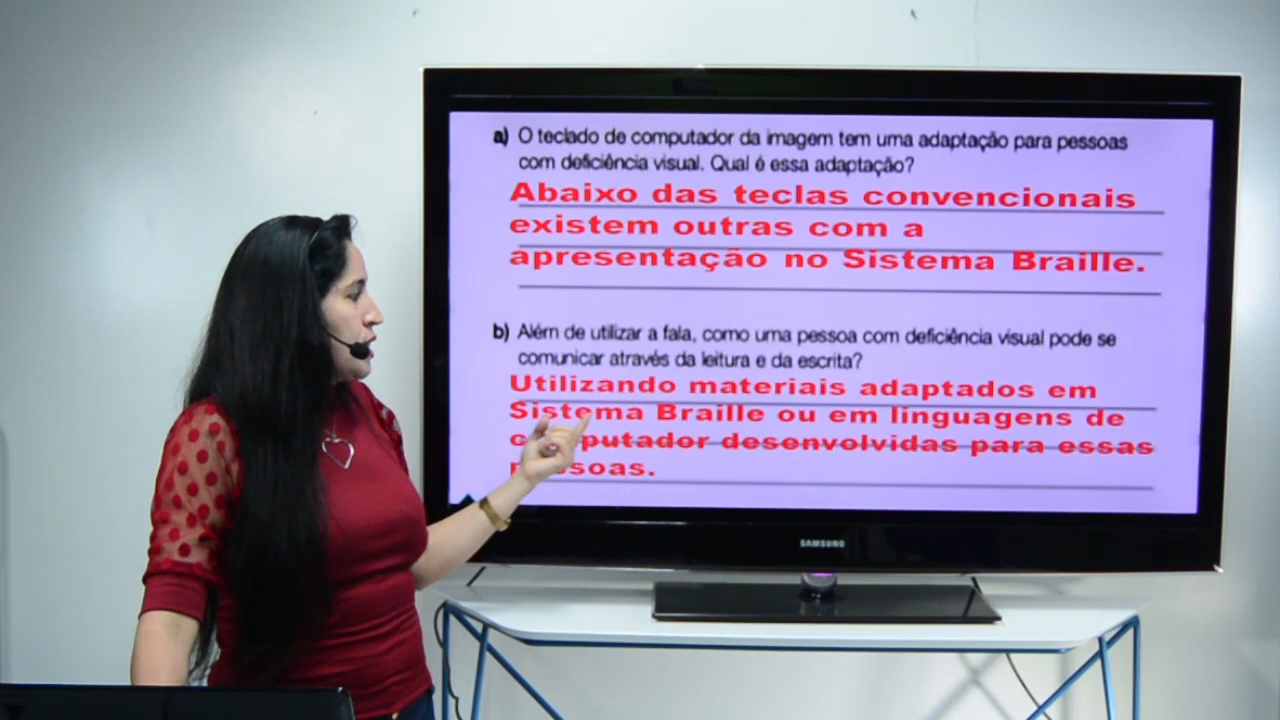 a) O teclado de computador da imagem tem uma adaptação para pessoas
com deficiência visual. Qual é essa adaptação?
Abaixo das teclas convencionais
existem outras com a
apresentação no Sistema Braille.
b) Além de utilizar a fala, como uma pessoa com deficiência visual pode se
comunicar através da leitura e da escrita?
Utilizando materiais adaptados em
Sistema Braille ou em linguagens de
computador desenvolvidas para essas
pessoas.
SAMSUNG